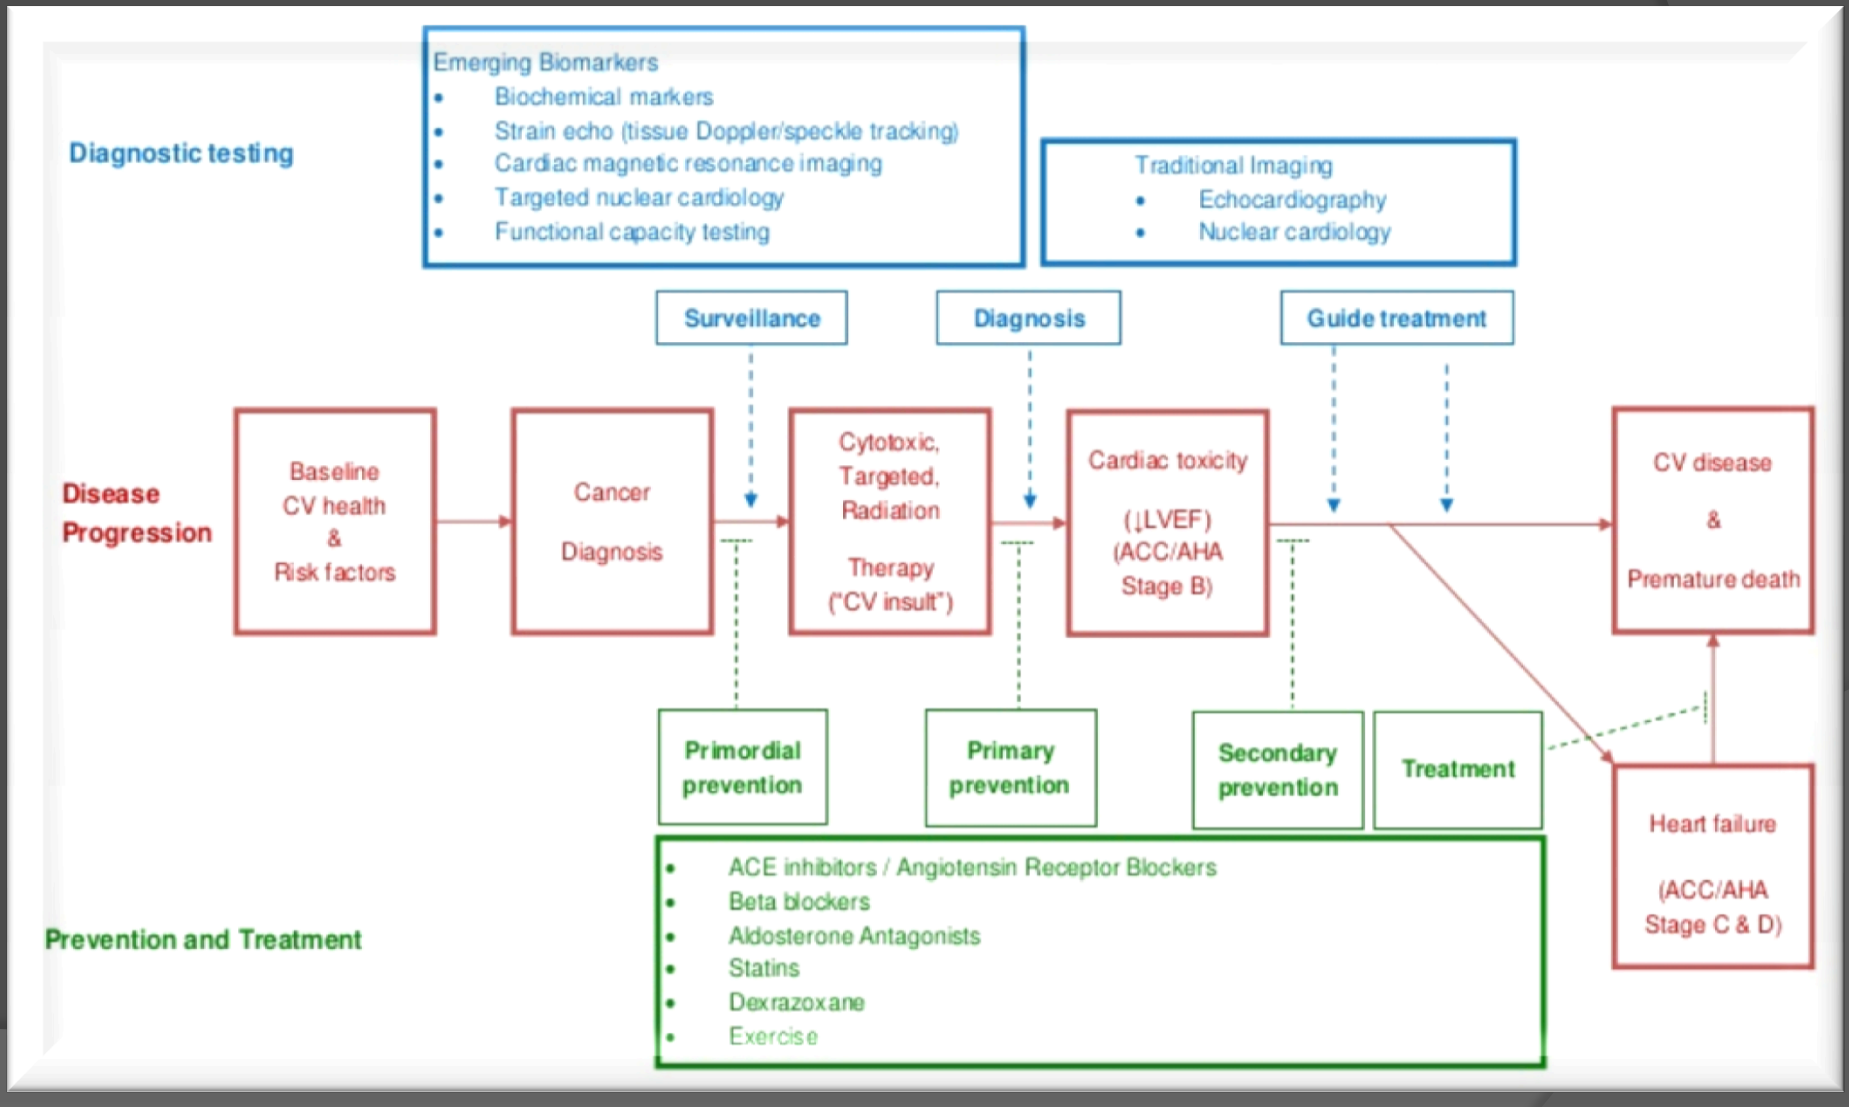 Emerging Biomarkers
• Biochemical markers
• Strain echo (tissue Doppler/speckle tracking)
• Cardiac magnetic resonance imaging
• Targeted nuclear cardiology
• Functional capacity testing
Diagnostic testing
Traditional Imaging
• Echocardiography
• Nuclear cardiology
Surveillance
Diagnosis
Guide treatment
Disease
Progression
Baseline
CV health
&
Risk factors
Cancer
Diagnosis
Cytotoxic,
Targeted,
Radiation
Therapy
("CV insult")
Cardiac toxicity
(↓LVEF)
(ACC/AHA
Stage B)
CV disease
&
Premature death
Primordial
prevention
Primary
prevention
Secondary
prevention
Treatment
Heart failure
(ACC/AHA
Stage C & D)
Prevention and Treatment
• ACE inhibitors / Angiotensin Receptor Blockers
• Beta blockers
• Aldosterone Antagonists
• Statins
• Dexrazoxane
• Exercise